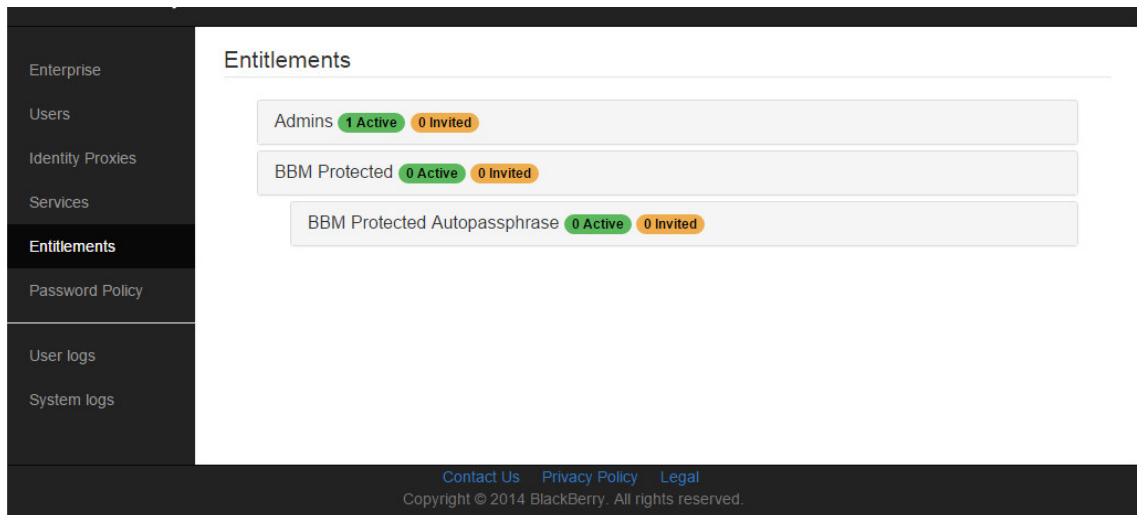 Enterprise
Users
Identity Proxies
Services
Entitlements
Password Policy
User logs
System logs
Entitlements
Admins 1 Active 0 Invited
BBM Protected 0 Active 0 Invited
BBM Protected Autopassphrase 0 Active 0 Invited
Contact Us Privacy Policy Legal
Copyright © 2014 BlackBerry. All rights reserved.